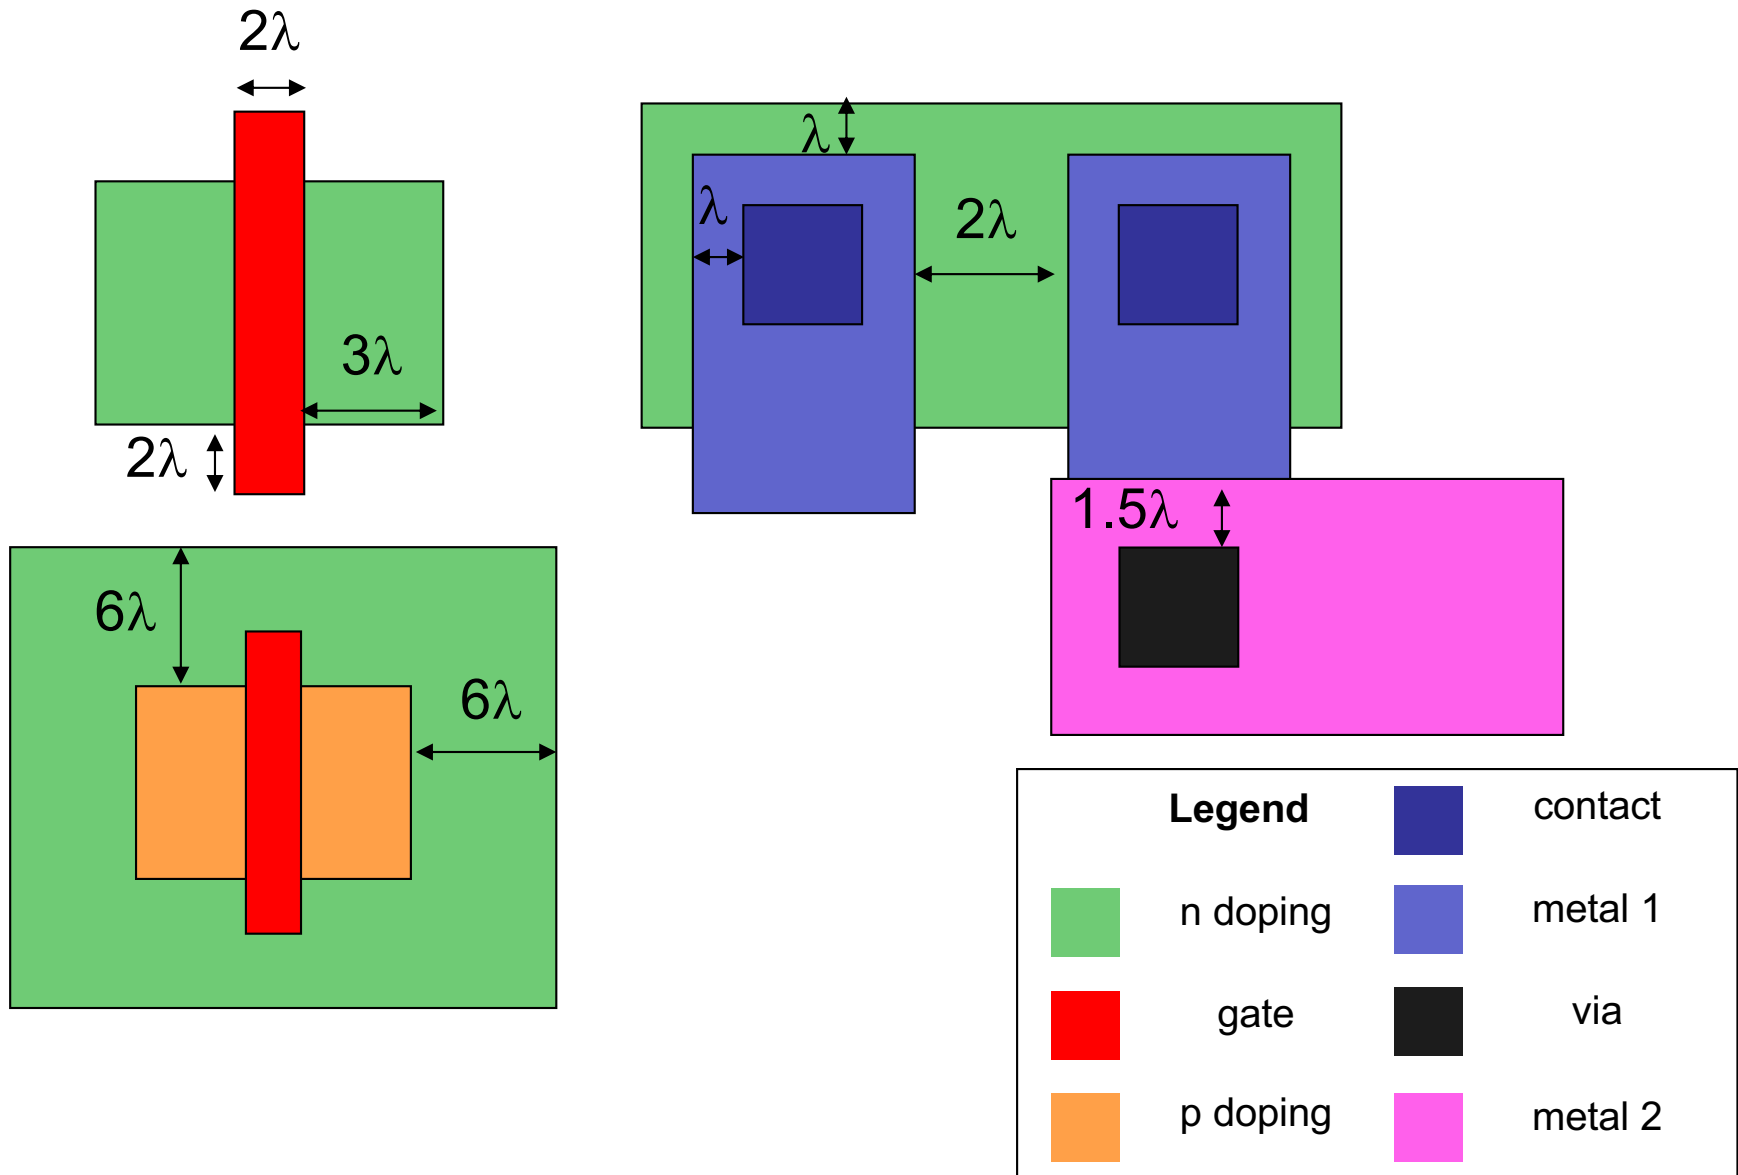 2λ
3λ
2λ
λ
λ
2λ
1.5λ
6λ
6λ
Legend
contact
n doping
metal 1
gate
via
p doping
metal 2